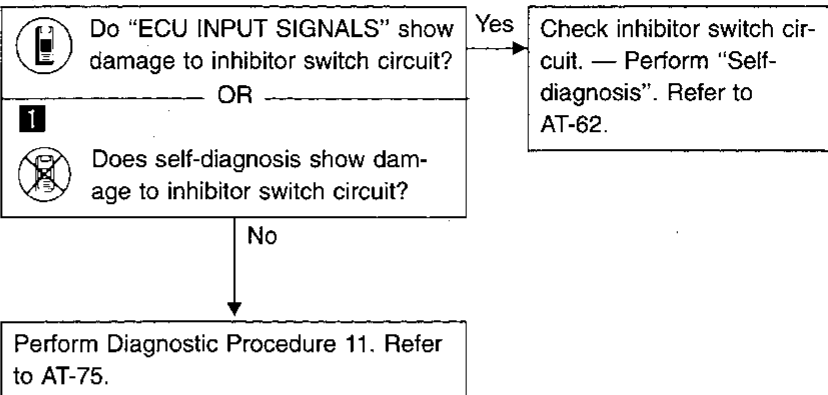 Do “ECU INPUT SIGNALS” show
damage to inhibitor switch circuit?
OR
1
Does self-diagnosis show dam-
age to inhibitor switch circuit?
Yes
Check inhibitor switch cir-
cuit. — Perform “Self-
diagnosis”. Refer to
AT-62.
No
Perform Diagnostic Procedure 11. Refer
to AT-75.